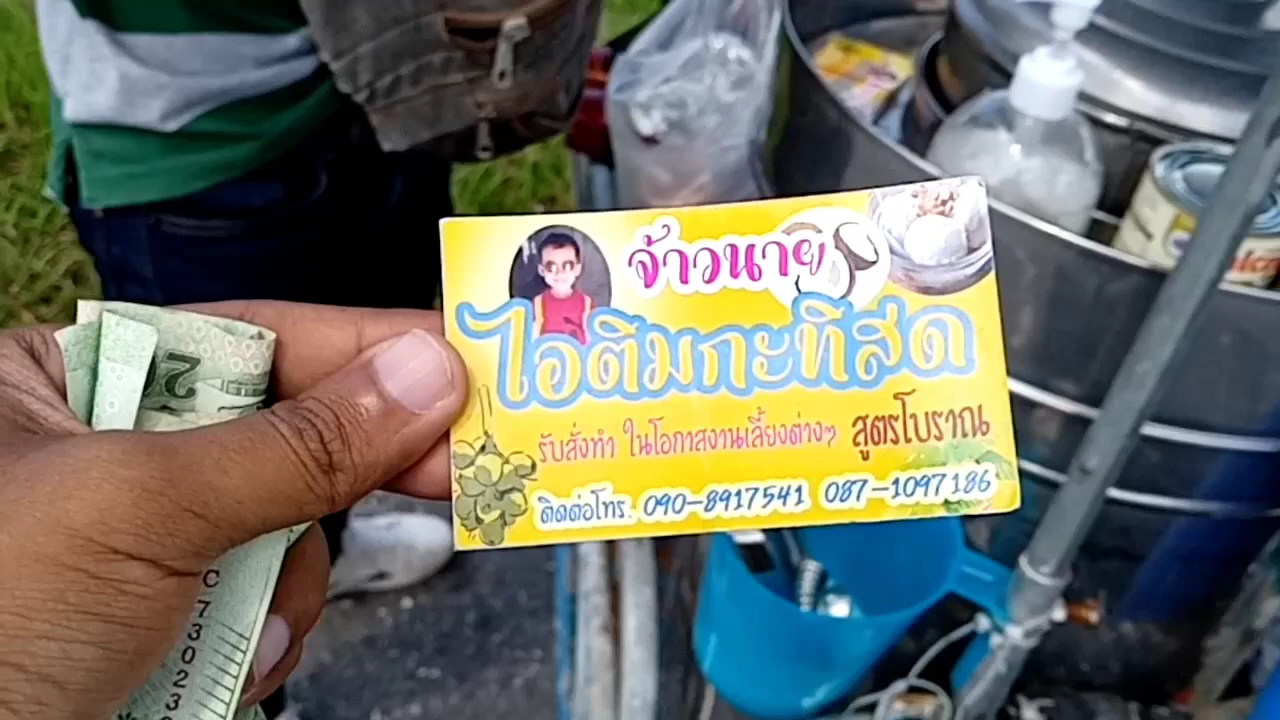 จ้าวนาย
ไอติมกะทิสด
รับสั่งทำ ในโอกาสงานเลี้ยงต่างๆ สูตรโบราณ
ติดต่อโทร. 090-8917541 087-1097186
20
C 73023